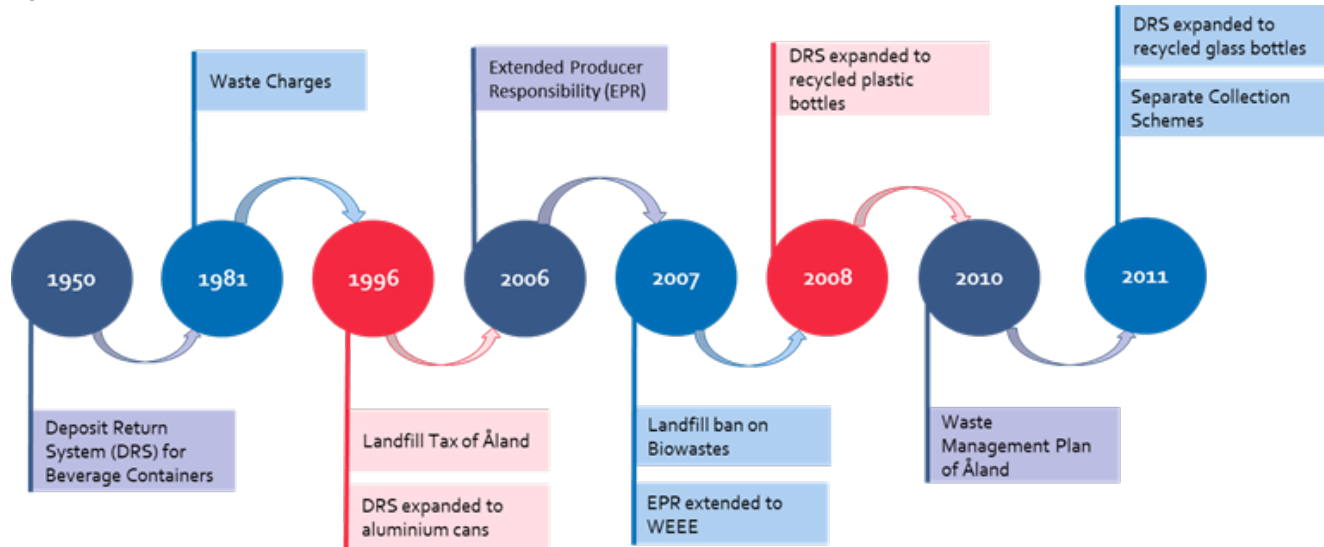 DRS expanded to
recycled glass bottles
DRS expanded to
recycled plastic
bottles
Extended Producer
Responsibility (EPR)
Waste Charges
Separate Collection
Schemes
1950
1981
1996
2006
2007
2008
2010
2011
Deposit Return
System (DRS) for
Beverage Containers
Landfill Tax of Åland
DRS expanded to
aluminium cans
Landfill ban on
Biowastes
EPR extended to
WEEE
Waste
Management Plan
of Åland